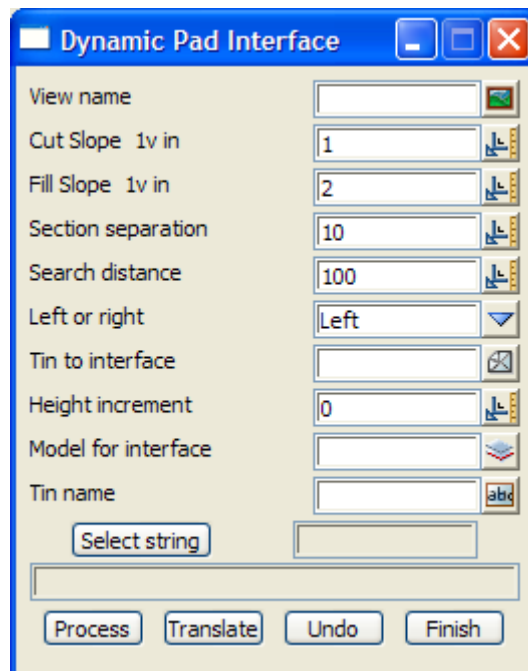 Dynamic Pad Interface
View name
Cut Slope 1v in 1
Fill Slope 1v in 2
Section separation 10
Search distance 100
Left or right Left
Tin to interface
Height increment 0
Model for interface
Tin name abc
Select string
Process Translate Undo Finish